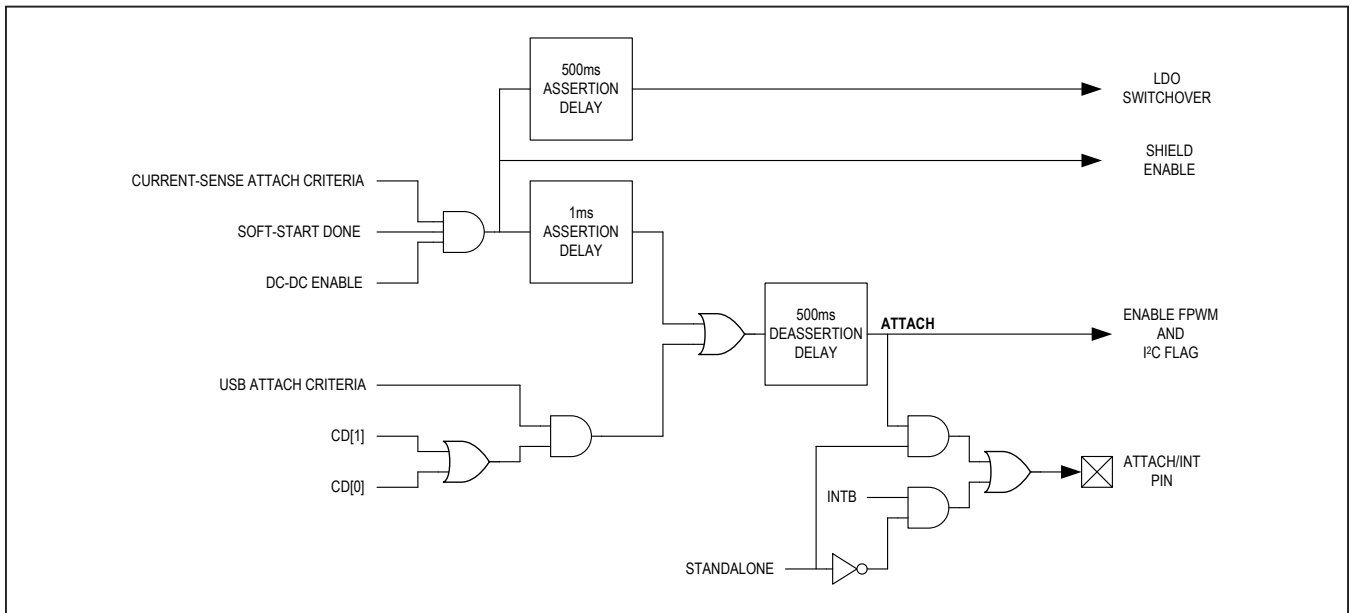 500ms
ASSERTION
DELAY
LDO
SWITCHOVER
SHIELD
ENABLE
CURRENT-SENSE ATTACH CRITERIA
SOFT-START DONE
DC-DC ENABLE
1ms
ASSERTION
DELAY
500ms
DEASSERTION
DELAY
ATTACH
ENABLE FPWM
AND
I²C FLAG
USB ATTACH CRITERIA
CD[1]
CD[0]
INTB
ATTACH/INT
PIN
STANDALONE